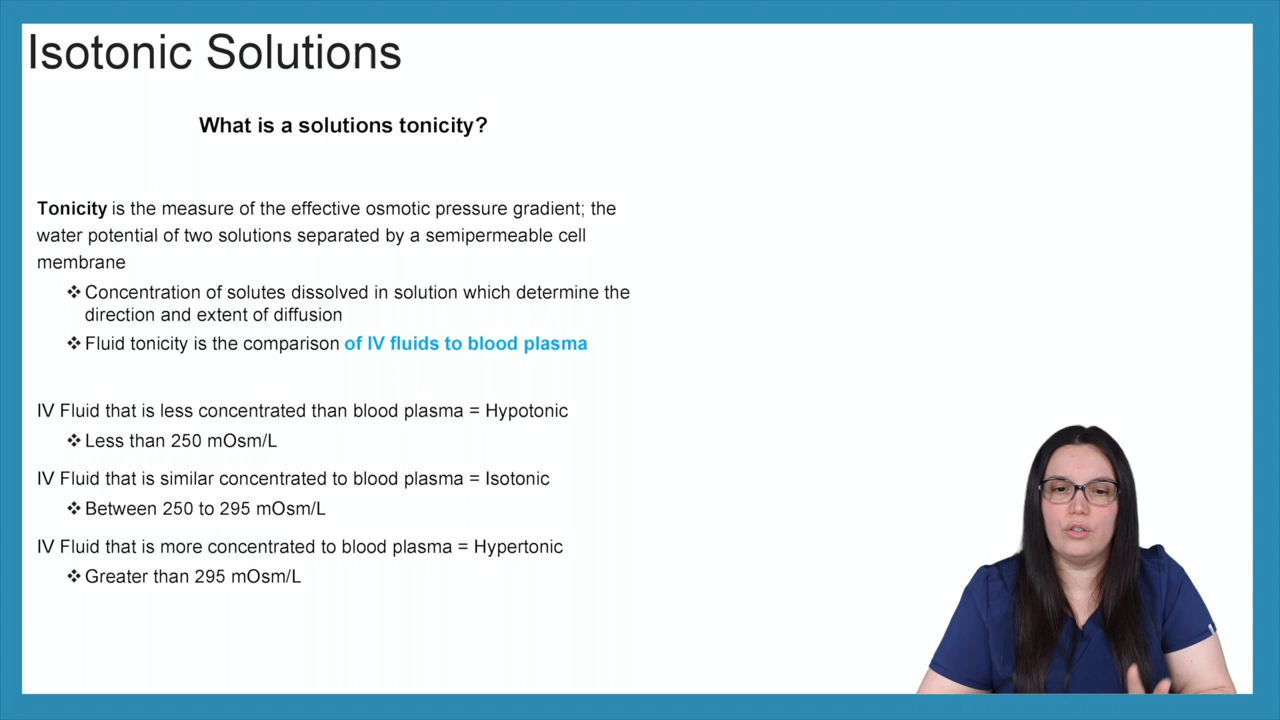 Isotonic Solutions
What is a solutions tonicity?
Tonicity is the measure of the effective osmotic pressure gradient; the
water potential of two solutions separated by a semipermeable cell
membrane
❖ Concentration of solutes dissolved in solution which determine the
direction and extent of diffusion
❖ Fluid tonicity is the comparison of IV fluids to blood plasma
IV Fluid that is less concentrated than blood plasma = Hypotonic
❖ Less than 250 mOsm/L
IV Fluid that is similar concentrated to blood plasma = Isotonic
❖ Between 250 to 295 mOsm/L
IV Fluid that is more concentrated to blood plasma = Hypertonic
❖ Greater than 295 mOsm/L